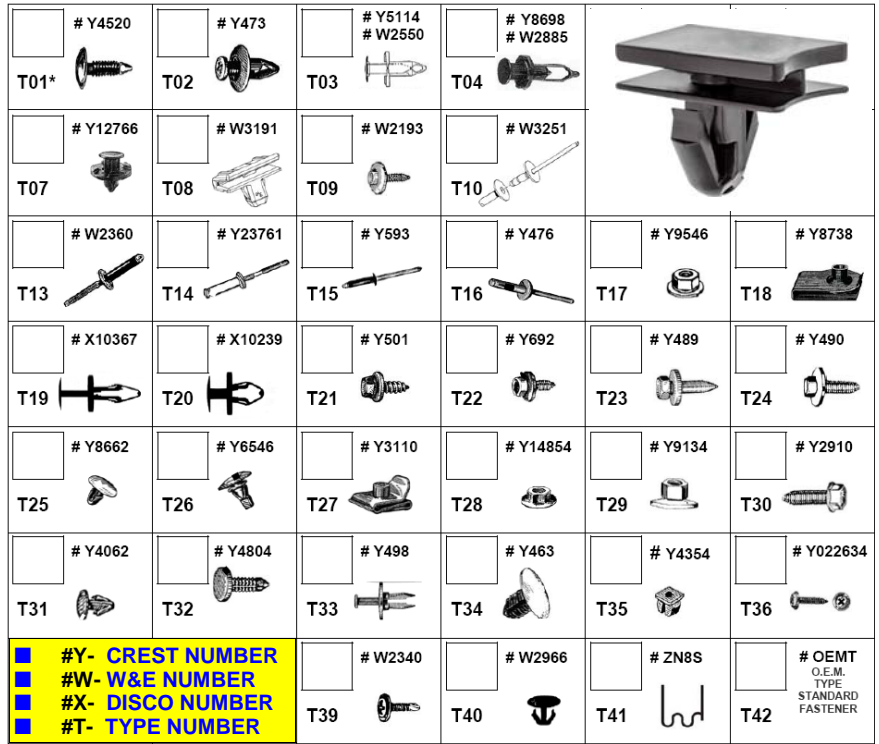 # Y4520
T01*
# Y473
T02
# Y5114
# W2550
T03
# Y8698
# W2885
T04
# Y12766
T07
# W3191
T08
# W2193
T09
# W3251
T10
# W2360
T13
# Y23761
T14
# Y593
T15
# Y476
T16
# Y9546
T17
# Y8738
T18
# X10367
T19
# X10239
T20
# Y501
T21
# Y692
T22
# Y489
T23
# Y490
T24
# Y8662
T25
# Y6546
T26
# Y3110
T27
# Y14854
T28
# Y9134
T29
# Y2910
T30
# Y4062
T31
# Y4804
T32
# Y498
T33
# Y463
T34
# Y4354
T35
# Y022634
T36
#Y- CREST NUMBER
#W- W&E NUMBER
#X- DISCO NUMBER
#T- TYPE NUMBER
# W2340
T39
# W2966
T40
# ZN8S
T41
# OEMT
O.E.M.
TYPE
STANDARD
FASTENER
T42